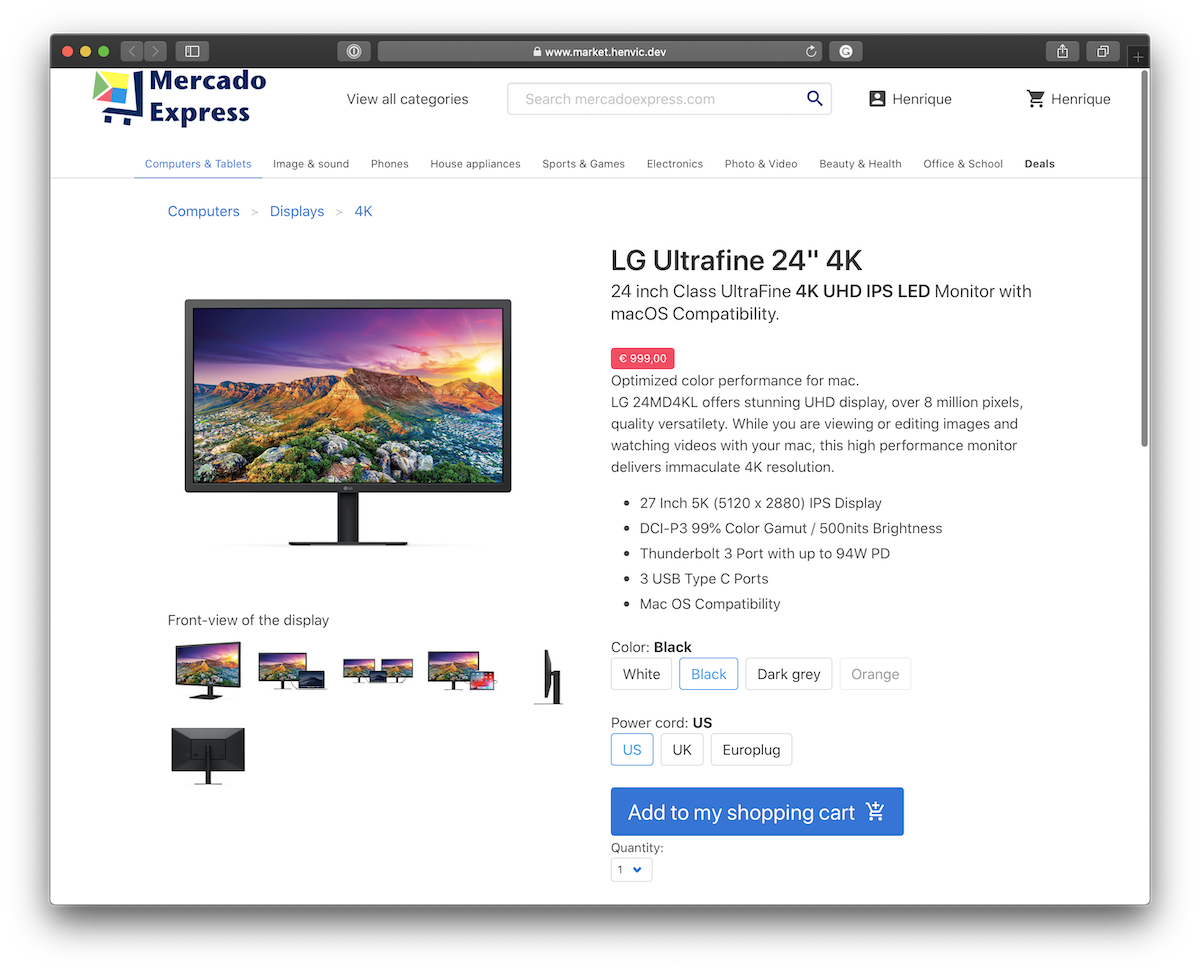 www.market.henvic.dev
Mercado
Express
View all categories
Search mercadoexpress.com
Henrique
Henrique
Computers & Tablets
Image & sound
Phones
House appliances
Sports & Games
Electronics
Photo & Video
Beauty & Health
Office & School
Deals
Computers > Displays > 4K
LG Ultrafine 24" 4K
24 inch Class UltraFine 4K UHD IPS LED Monitor with
macOS Compatibility.
€ 999,00
Optimized color performance for mac.
LG 24MD4KL offers stunning UHD display, over 8 million pixels,
quality versatilety. While you are viewing or editing images and
watching videos with your mac, this high performance monitor
delivers immaculate 4K resolution.
27 Inch 5K (5120 x 2880) IPS Display
DCI-P3 99% Color Gamut / 500nits Brightness
Thunderbolt 3 Port with up to 94W PD
3 USB Type C Ports
Mac OS Compatibility
Front-view of the display
Color: Black
White
Black
Dark grey
Orange
Power cord: US
US
UK
Europlug
Add to my shopping cart
Quantity:
1